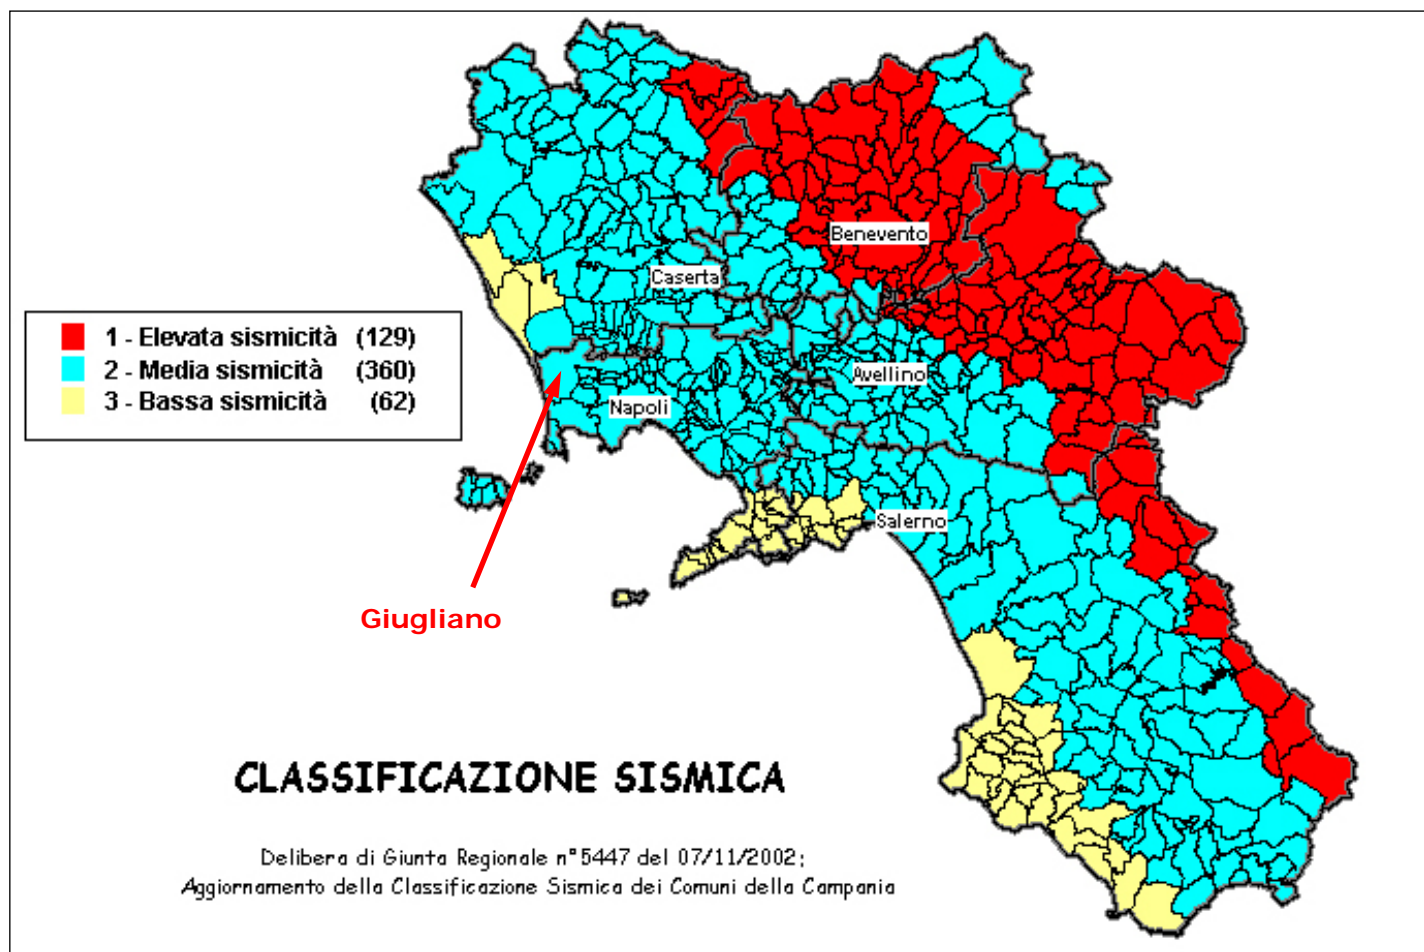 Benevento
Caserta
1 - Elevata sismicità (129)
2 - Media sismicità (360)
3 - Bassa sismicità (62)
Avellino
Napoli
Salerno
Giugliano
CLASSIFICAZIONE SISMICA
Delibera di Giunta Regionale n°5447 del 07/11/2002;
Aggiornamento della Classificazione Sismica dei Comuni della Campania